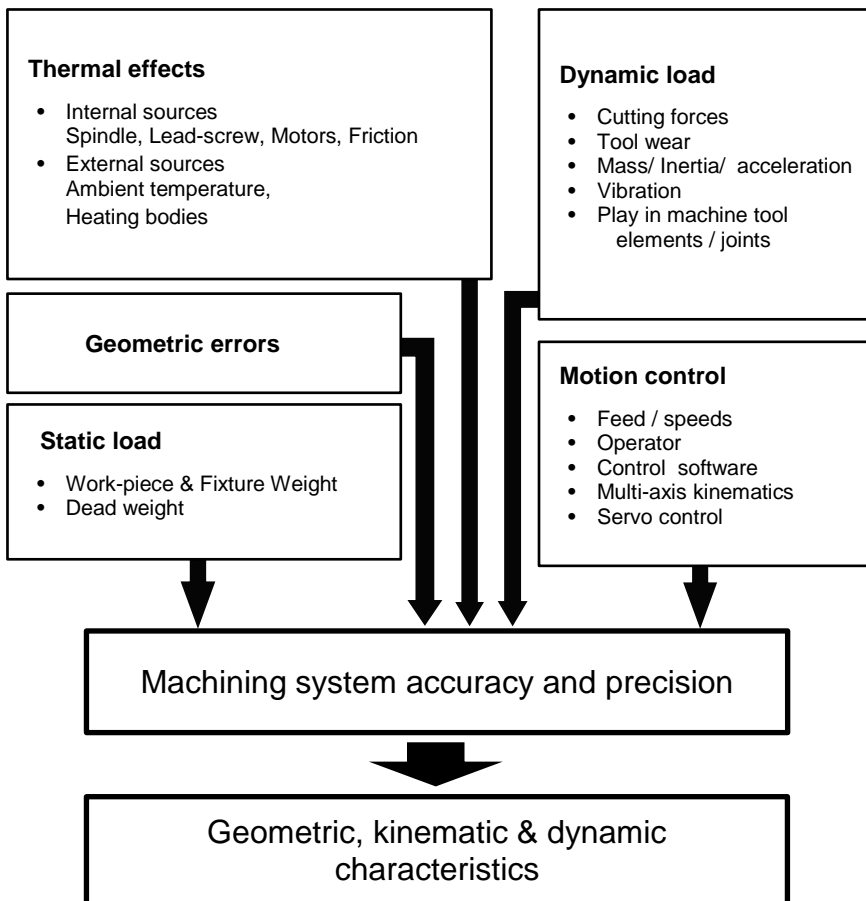 Thermal effects
• Internal sources
Spindle, Lead-screw, Motors, Friction
• External sources
Ambient temperature,
Heating bodies
Geometric errors
Static load
• Work-piece & Fixture Weight
• Dead weight
Dynamic load
• Cutting forces
• Tool wear
• Mass/ Inertia/ acceleration
• Vibration
• Play in machine tool
elements / joints
Motion control
• Feed / speeds
• Operator
• Control software
• Multi-axis kinematics
• Servo control
Machining system accuracy and precision
Geometric, kinematic & dynamic
characteristics